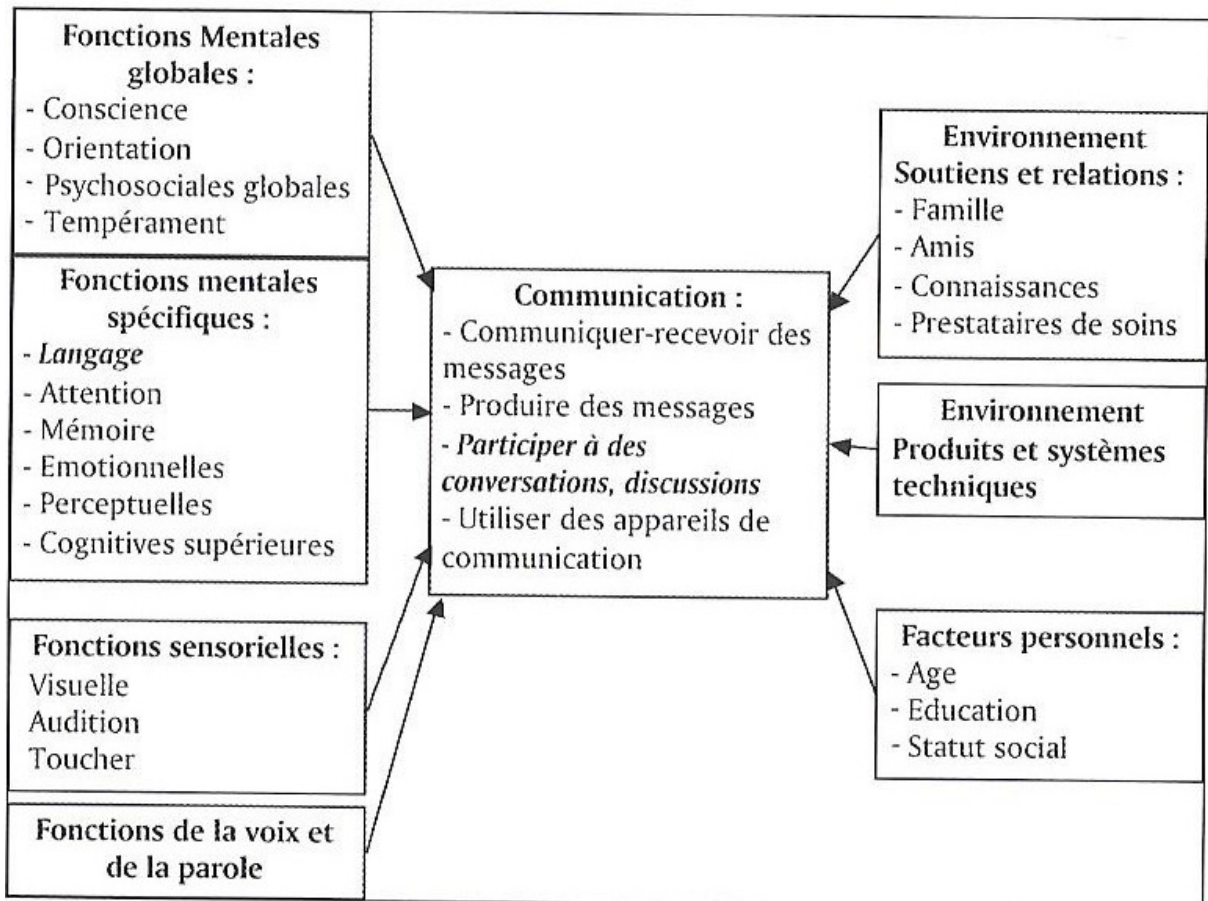 Fonctions Mentales
globales :
- Conscience
- Orientation
- Psychosociales globales
- Tempérament
Fonctions mentales
spécifiques :
- Langage
- Attention
- Mémoire
- Emotionnelles
- Perceptuelles
- Cognitives supérieures
Fonctions sensorielles :
Visuelle
Audition
Toucher
Fonctions de la voix et
de la parole
Communication :
- Communiquer-recevoir des
messages
- Produire des messages
- Participer à des
conversations, discussions
- Utiliser des appareils de
communication
Environnement
Soutiens et relations :
- Famille
- Amis
- Connaissances
- Prestataires de soins
Environnement
Produits et systèmes
techniques
Facteurs personnels :
- Age
- Education
- Statut social